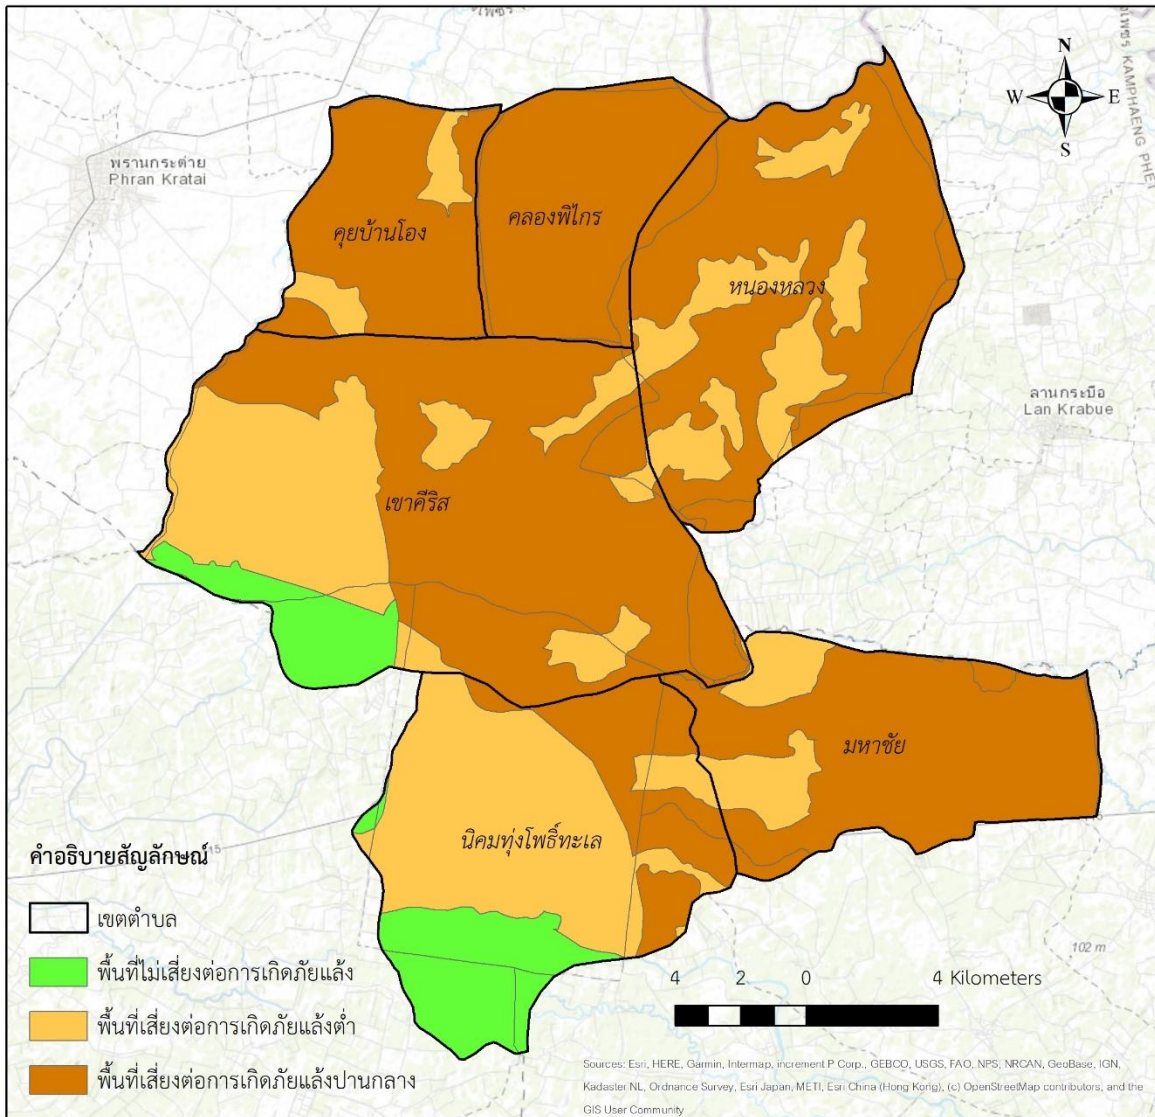 N
W E
S
KAMPHAENG PHE
พรานกระต่าย
Phran Kratai
คุยบ้านโอง
คลองพิไกร
หนองหลวง
ลานกระบือ
Lan Krabue
เขาคีริส
มหาชัย
นิคมทุ่งโพธิ์ทะเล
115
คำอธิบายสัญลักษณ์
เขตตำบล
พื้นที่ไม่เสี่ยงต่อการเกิดภัยแล้ง
พื้นที่เสี่ยงต่อการเกิดภัยแล้งต่ำ
พื้นที่เสี่ยงต่อการเกิดภัยแล้งปานกลาง
102 m
4 2 0 4 Kilometers
Sources: Esri, HERE, Garmin, Intermap, increment P Corp., GEBCO, USGS, FAO, NPS, NRCAN, GeoBase, IGN,
Kadaster NL, Ordnance Survey, Esri Japan, METI, Esri China (Hong Kong), (c) OpenStreetMap contributors, and the
GIS User Community